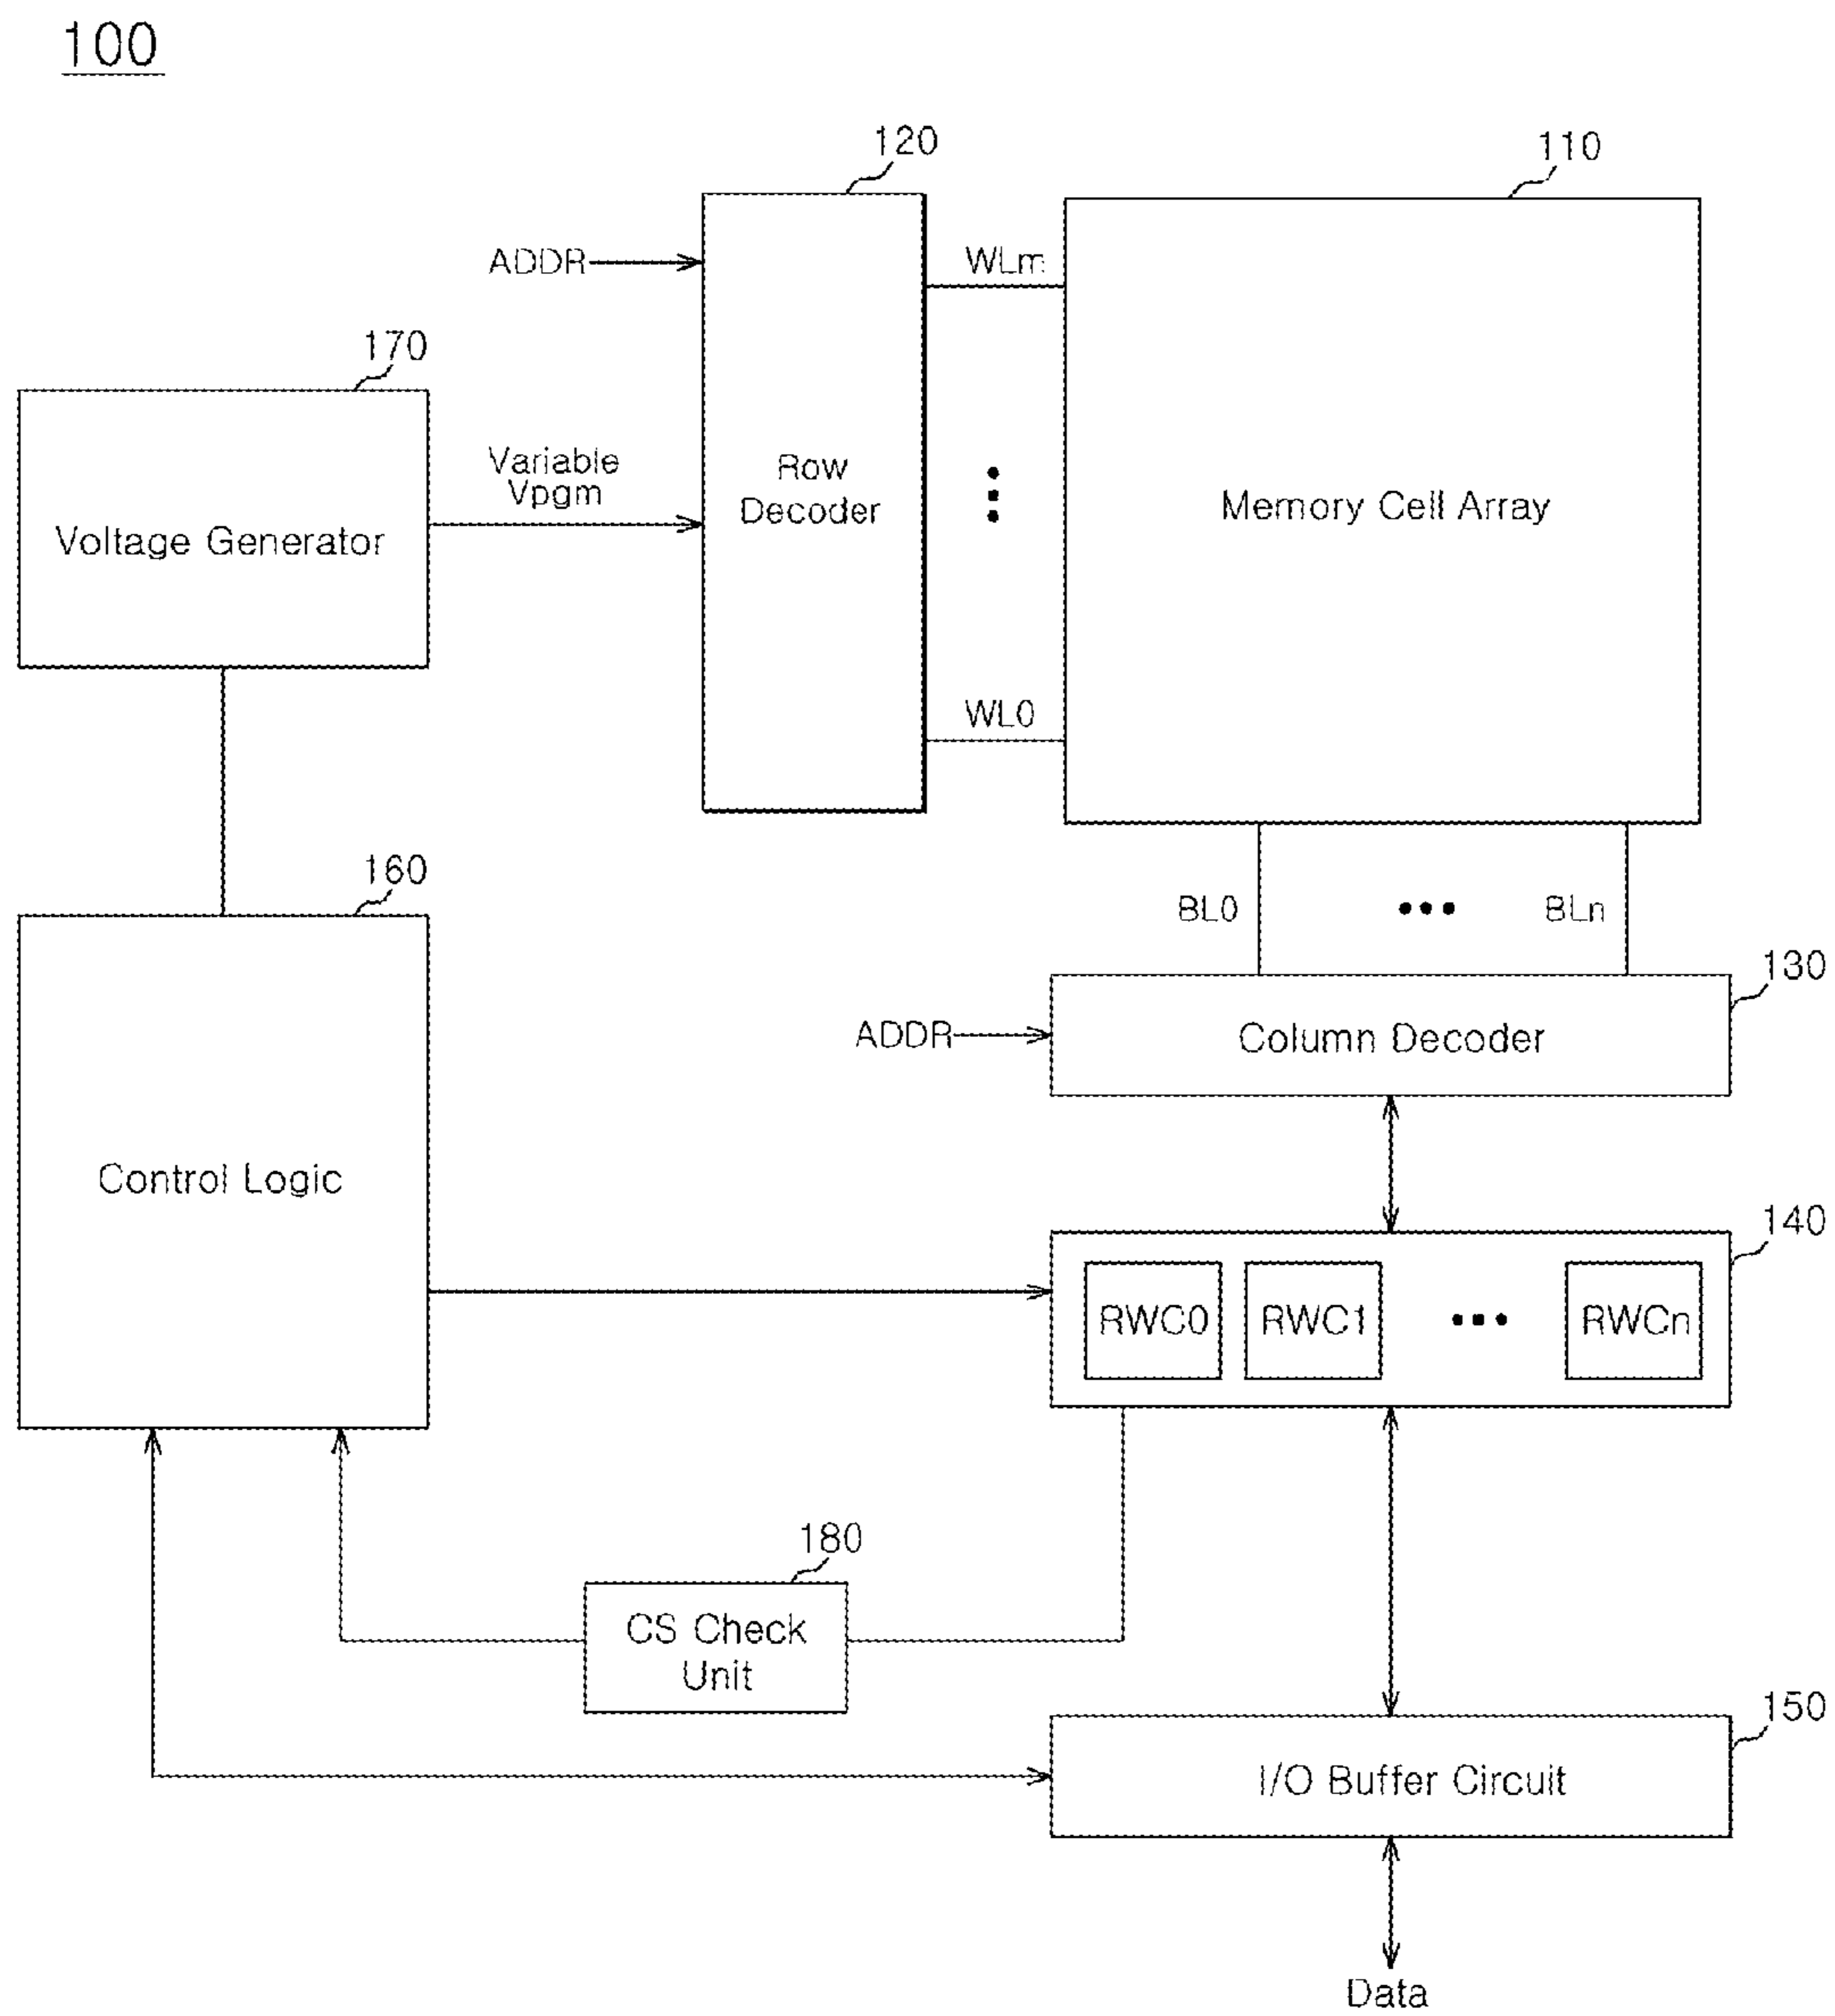 100
120
110
ADDR
WLm
170
Variable
Vpgm
Row
Decoder
Memory Cell Array
Voltage Generator
WL0
160
BL0
BLn
130
ADDR
Column Decoder
Control Logic
140
RWC0
RWC1
RWCn
180
CS Check
Unit
150
I/O Buffer Circuit
Data